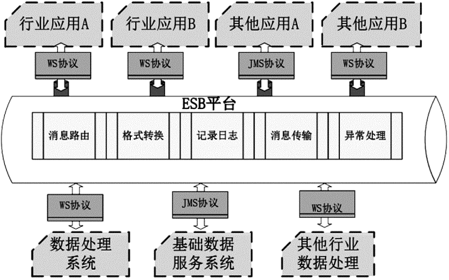 行业应用A
行业应用B
其他应用A
其他应用B
WS协议
WS协议
JMS协议
WS协议
ESB平台
消息路由
格式转换
记录日志
消息传输
异常处理
WS协议
JMS协议
WS协议
数据处理
系统
基础数据
服务系统
其他行业
数据处理